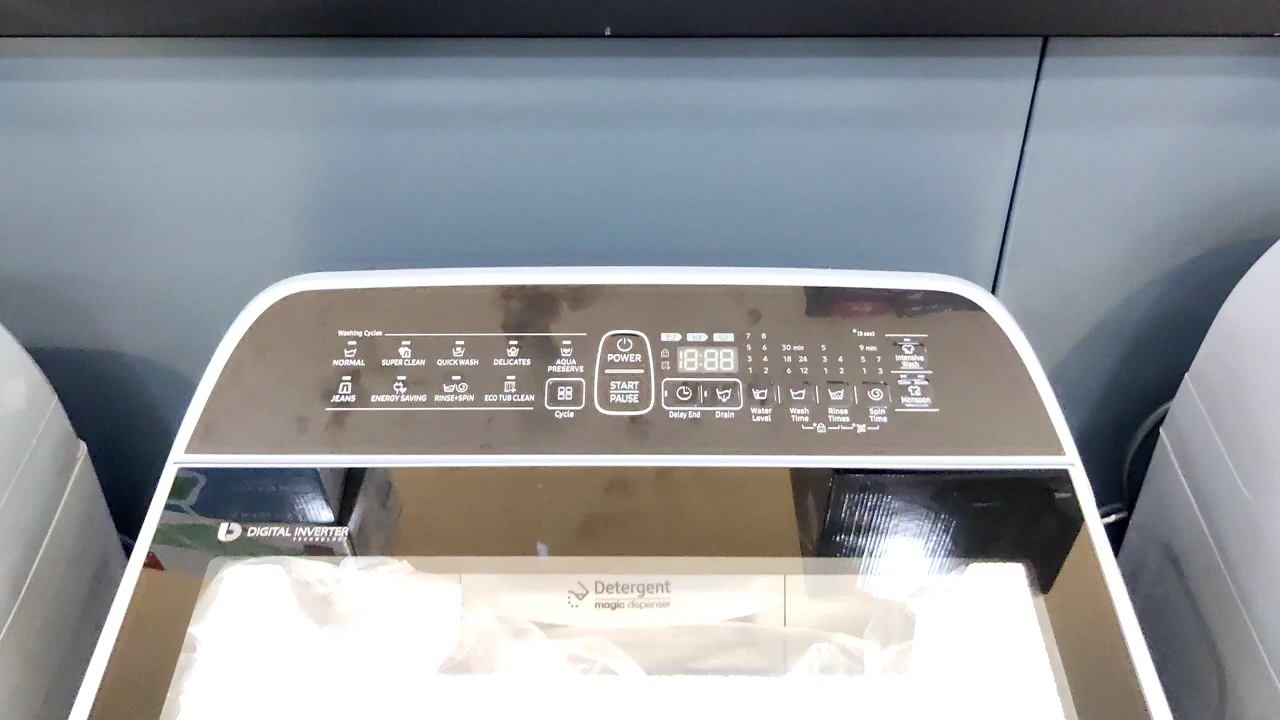 Washing Cycles
NORMAL
SUPER CLEAN
QUICK WASH
DELICATES
AQUA
PRESERVE
JEANS
ENERGY SAVING
RINSE+SPIN
ECO TUB CLEAN
Cycle
POWER
START
PAUSE
18:88
Delay End
Drain
7 8
5 6
3 4
1 2
Water
Level
30 min
18 24
6 12
Wash
Time
5
3 4
1 2
Rinse
Times
*(3 sec)
9 min
5 7
1 3
Spin
Time
Intensive
Wash
Monsoon
DIGITAL INVERTER
TECHNOLOGY
Detergent
magic dispenser